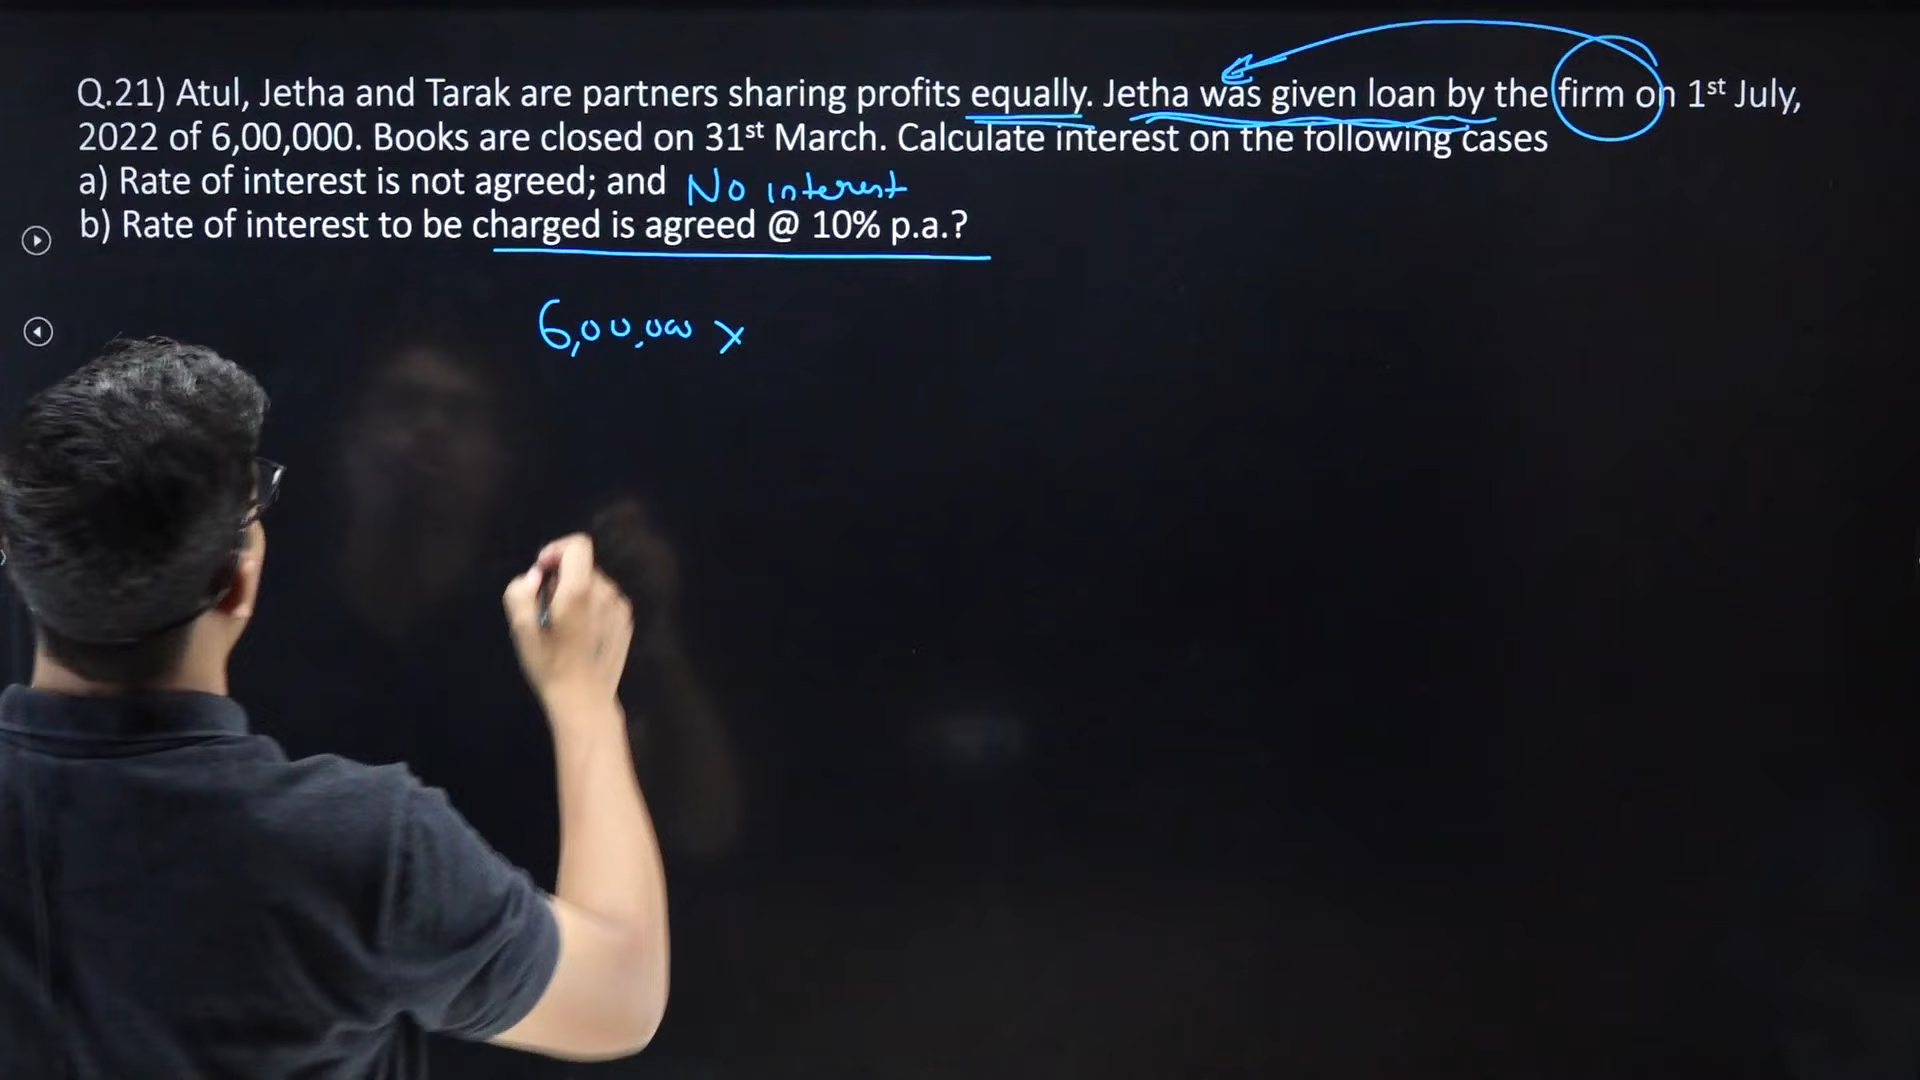 Q.21) Atul, Jetha and Tarak are partners sharing profits equally. Jetha was given loan by the firm on 1st July,
2022 of 6,00,000. Books are closed on 31st March. Calculate interest on the following cases
a) Rate of interest is not agreed; and No interest
b) Rate of interest to be charged is agreed @ 10% p.a.?
6,00,000 x